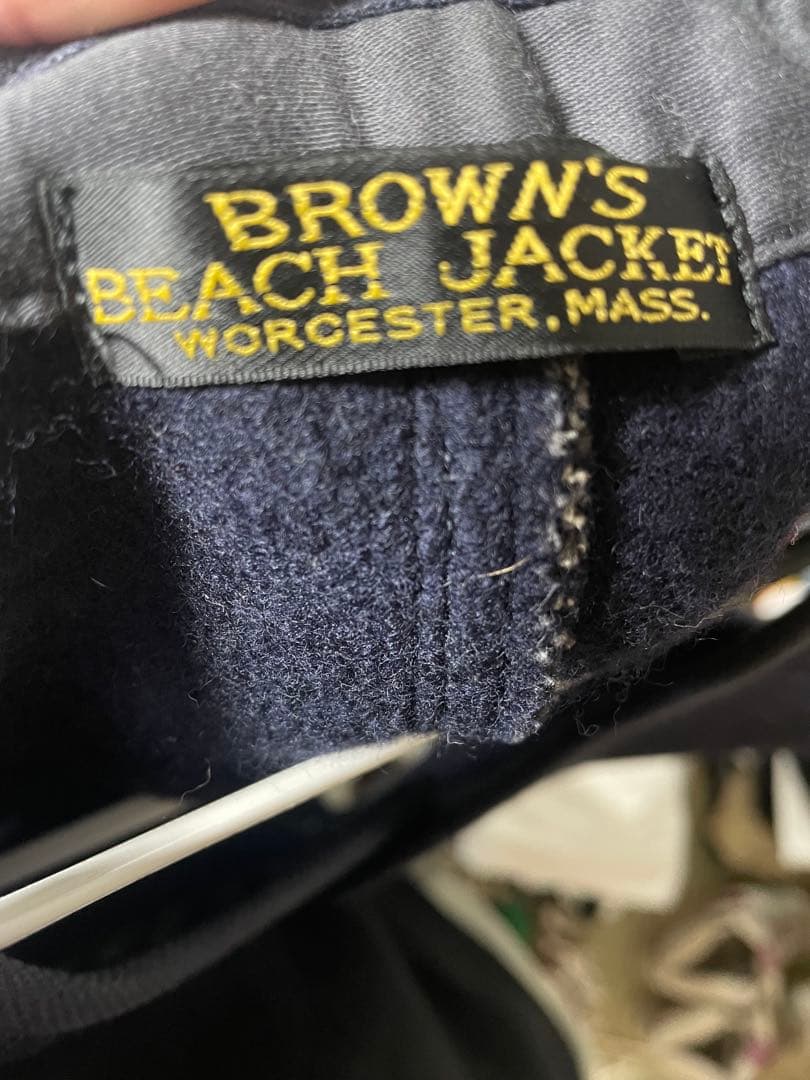 BROWN'S
BEACH JACKET
WORCESTER, MASS.